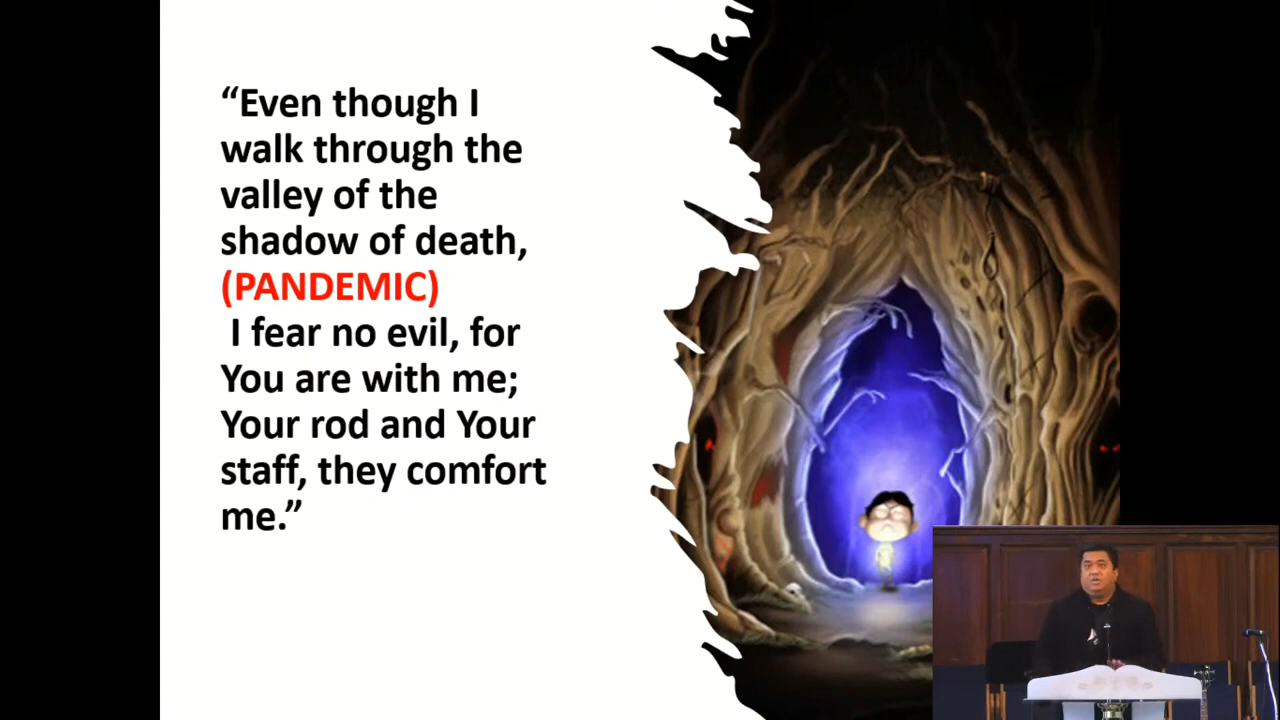 “Even though I
walk through the
valley of the
shadow of death,
(PANDEMIC)
I fear no evil, for
You are with me;
Your rod and Your
staff, they comfort
me.”